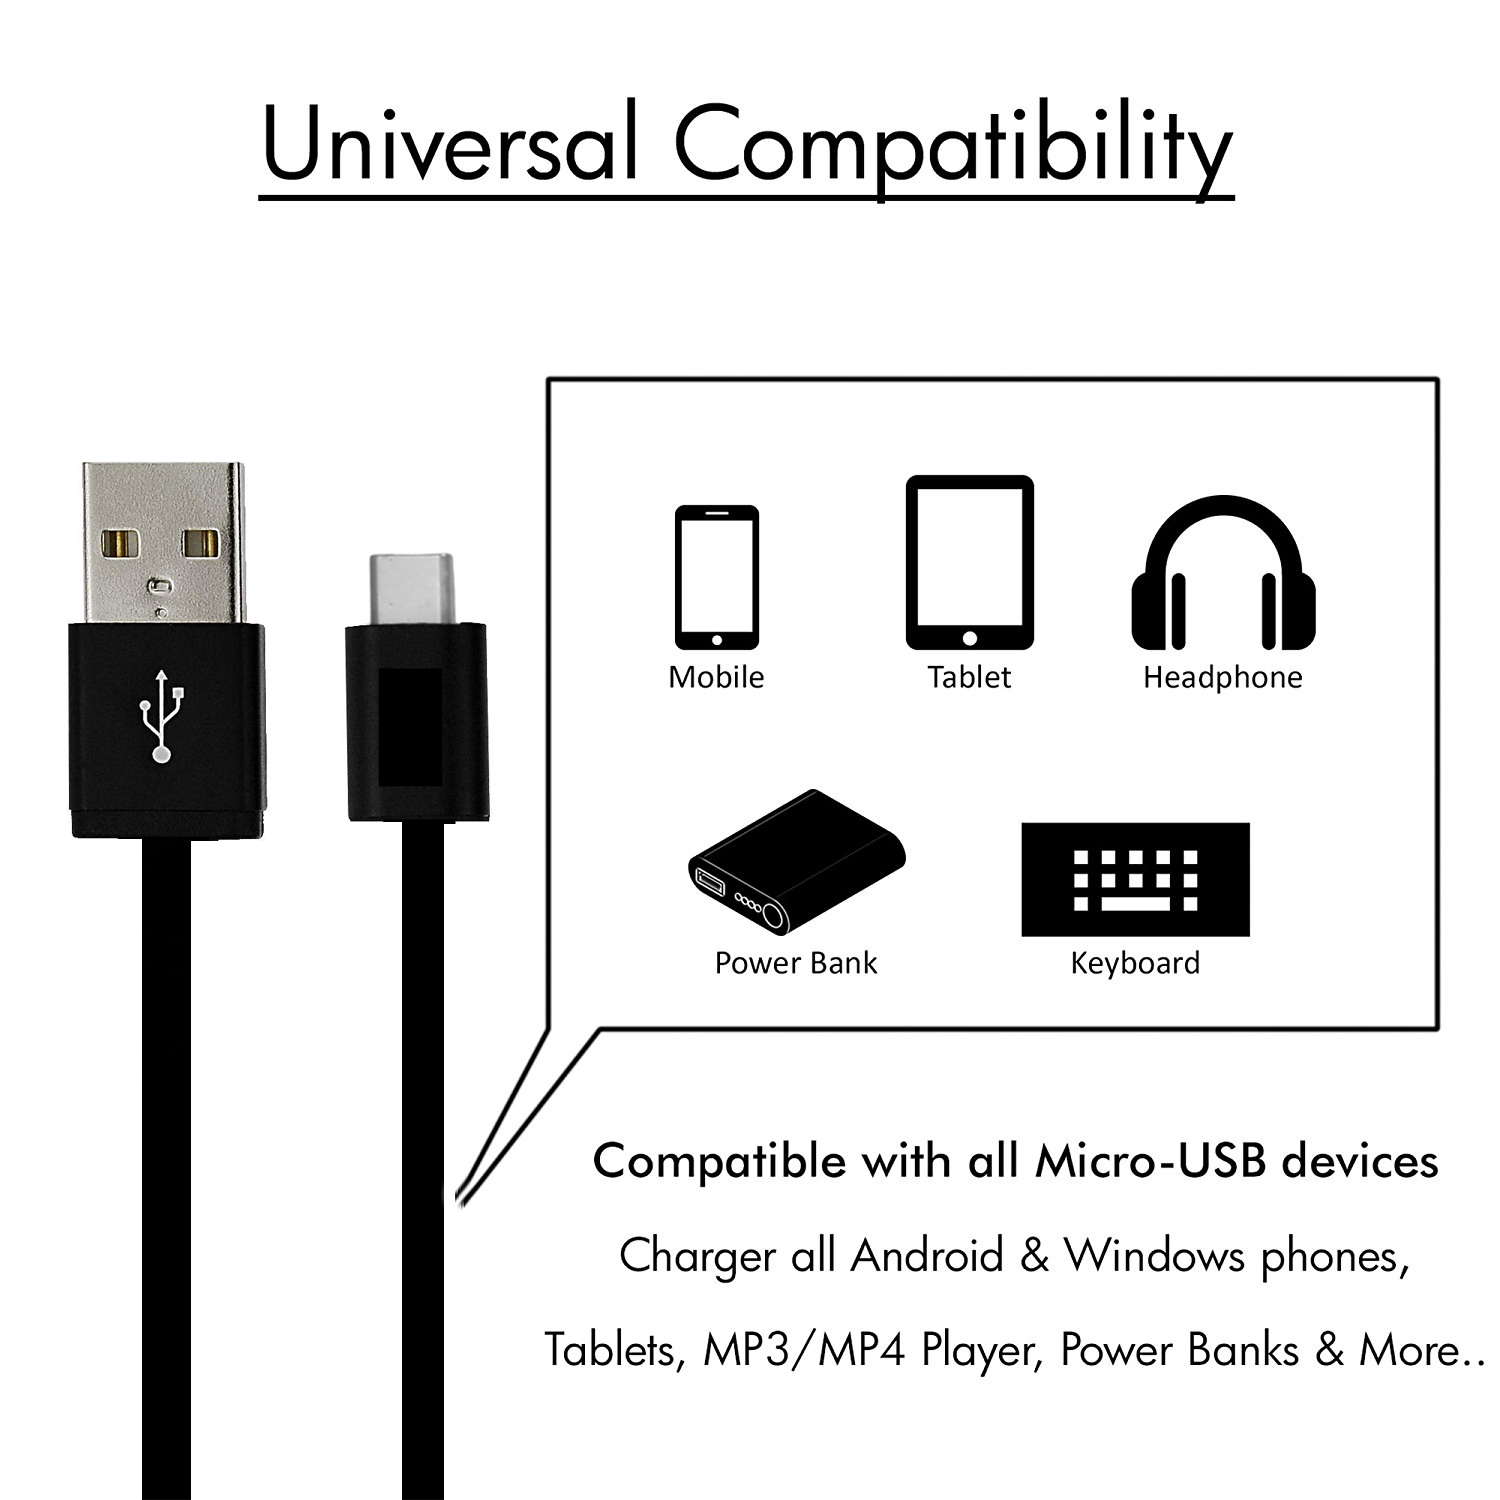 Universal Compatibility
Mobile
Tablet
Headphone
Power Bank
Keyboard
Compatible with all Micro-USB devices
Charger all Android & Windows phones,
Tablets, MP3/MP4 Player, Power Banks & More..